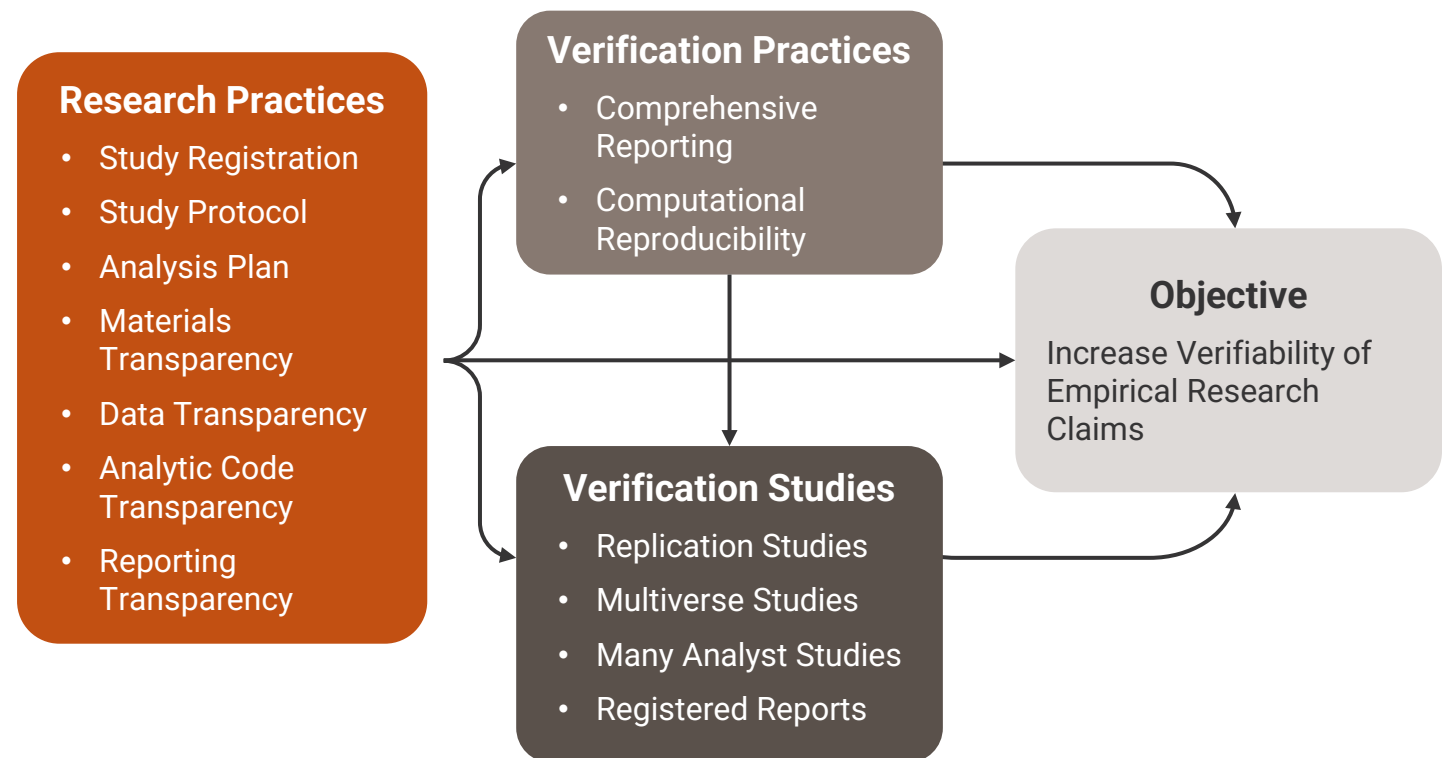 Research Practices
• Study Registration
• Study Protocol
• Analysis Plan
• Materials
Transparency
• Data Transparency
• Analytic Code
Transparency
• Reporting
Transparency
Verification Practices
• Comprehensive
Reporting
• Computational
Reproducibility
Verification Studies
• Replication Studies
• Multiverse Studies
• Many Analyst Studies
• Registered Reports
Objective
Increase Verifiability of
Empirical Research
Claims